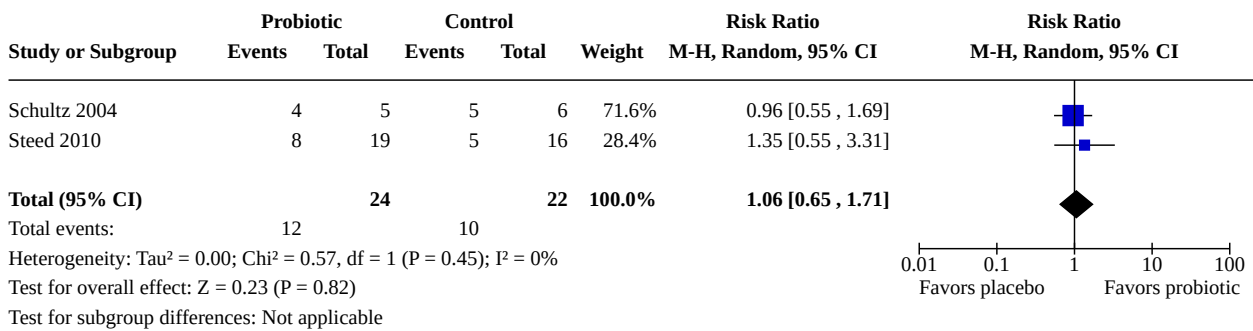 Probiotic Control Risk Ratio Risk Ratio
Study or Subgroup Events Total Events Total Weight M-H, Random, 95% CI M-H, Random, 95% CI
Schultz 2004 4 5 5 6 71.6% 0.96 [0.55 , 1.69]
Steed 2010 8 19 5 16 28.4% 1.35 [0.55 , 3.31]
Total (95% CI) 24 22 100.0% 1.06 [0.65 , 1.71]
Total events: 12 10
Heterogeneity: Tau² = 0.00; Chi² = 0.57, df = 1 (P = 0.45); I² = 0%
0.01 0.1 1 10 100
Test for overall effect: Z = 0.23 (P = 0.82) Favors placebo Favors probiotic
Test for subgroup differences: Not applicable